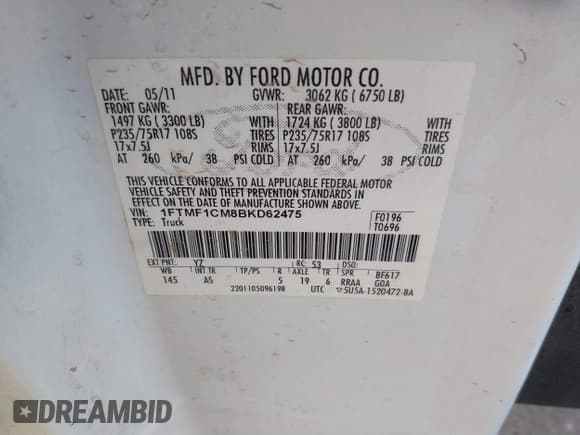 MFD. BY FORD MOTOR CO.
DATE: 05/11 GVWR: 3062 KG ( 6750 LB)
FRONT GAWR: REAR GAWR:
1497 KG ( 3300 LB) WITH 1724 KG ( 3800 LB) WITH
P235/75R17 108S TIRES P235/75R17 108S TIRES
17x7.5J RIMS 17x7.5J RIMS
AT 260 kPa/ 38 PSI COLD AT 260 kPa/ 38 PSI COLD
THIS VEHICLE CONFORMS TO ALL APPLICABLE FEDERAL MOTOR
VEHICLE SAFETY AND THEFT PREVENTION STANDARDS IN
EFFECT ON THE DATE OF MANUFACTURE SHOWN ABOVE.
VIN: 1FTMF1CM8BKD62475 F0196
TYPE: Truck T0696
EXT PNT: YZ RC: 53 DSO:
WB INT TR TP/PS R AXLE TR SPR BF617
145 AS 5 19 6 RRAA GOA
2201105096198 UTC ▽5U5A-1520472-BA
DREAMBID